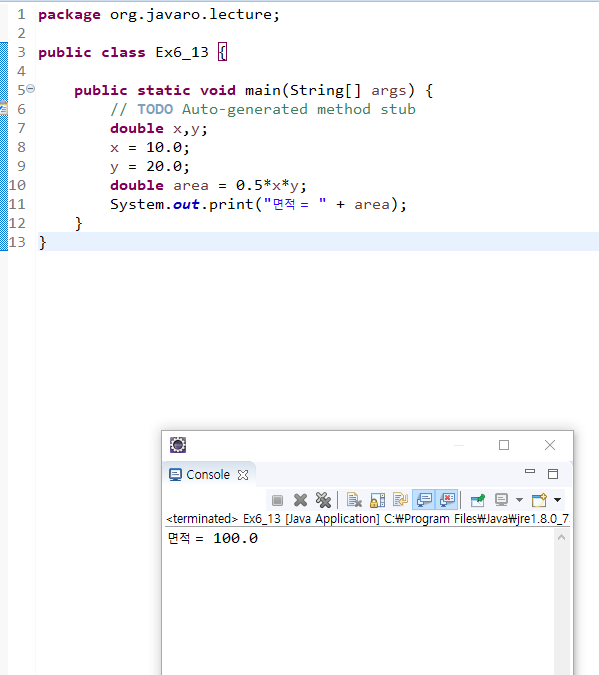 1 package org.javaro.lecture;
2
3 public class Ex6_13 {
4
5 public static void main(String[] args) {
6 // TODO Auto-generated method stub
7 double x,y;
8 x = 10.0;
9 y = 20.0;
10 double area = 0.5*x*y;
11 System.out.print("면적 = " + area);
12 }
13 }
Console
<terminated> Ex6_13 [Java Application] C:₩Program Files₩Java₩jre1.8.0_7
면적 = 100.0